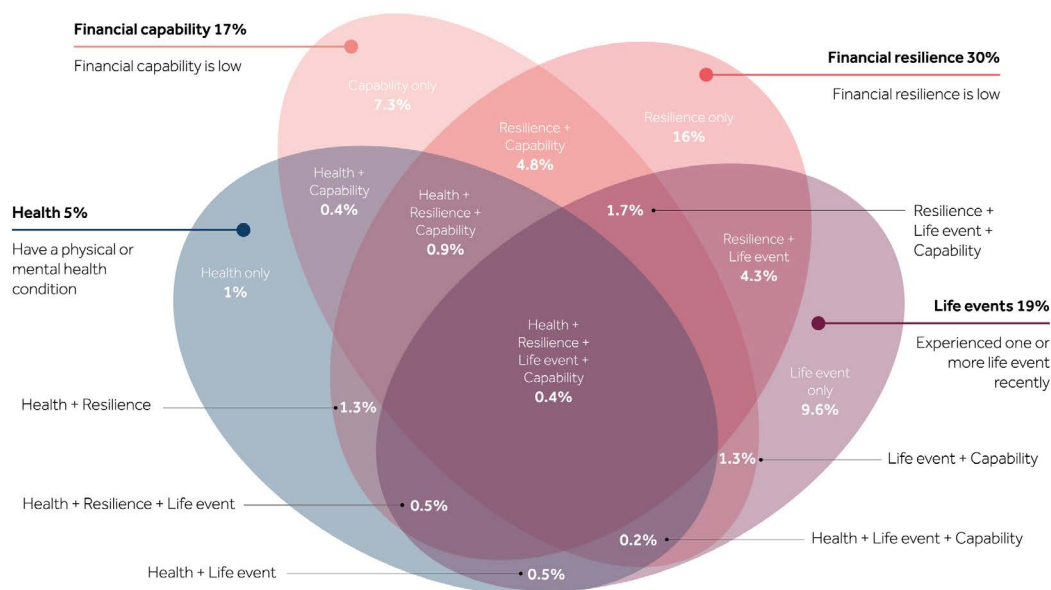 Financial capability 17%
Financial capability is low
Financial resilience 30%
Financial resilience is low
Capability only
7.3%
Resilience only
16%
Resilience +
Capability
4.8%
Health +
Capability
0.4%
Health +
Resilience +
Capability
0.9%
Health 5%
Have a physical or
mental health
condition
Health only
1%
1.7%
Resilience +
Life event +
Capability
Resilience +
Life event
4.3%
Life events 19%
Experienced one or
more life event
recently
Health +
Resilience +
Life event +
Capability
0.4%
Life event
only
9.6%
Health + Resilience
1.3%
1.3%
Life event + Capability
Health + Resilience + Life event
0.5%
0.2%
Health + Life event + Capability
Health + Life event
0.5%